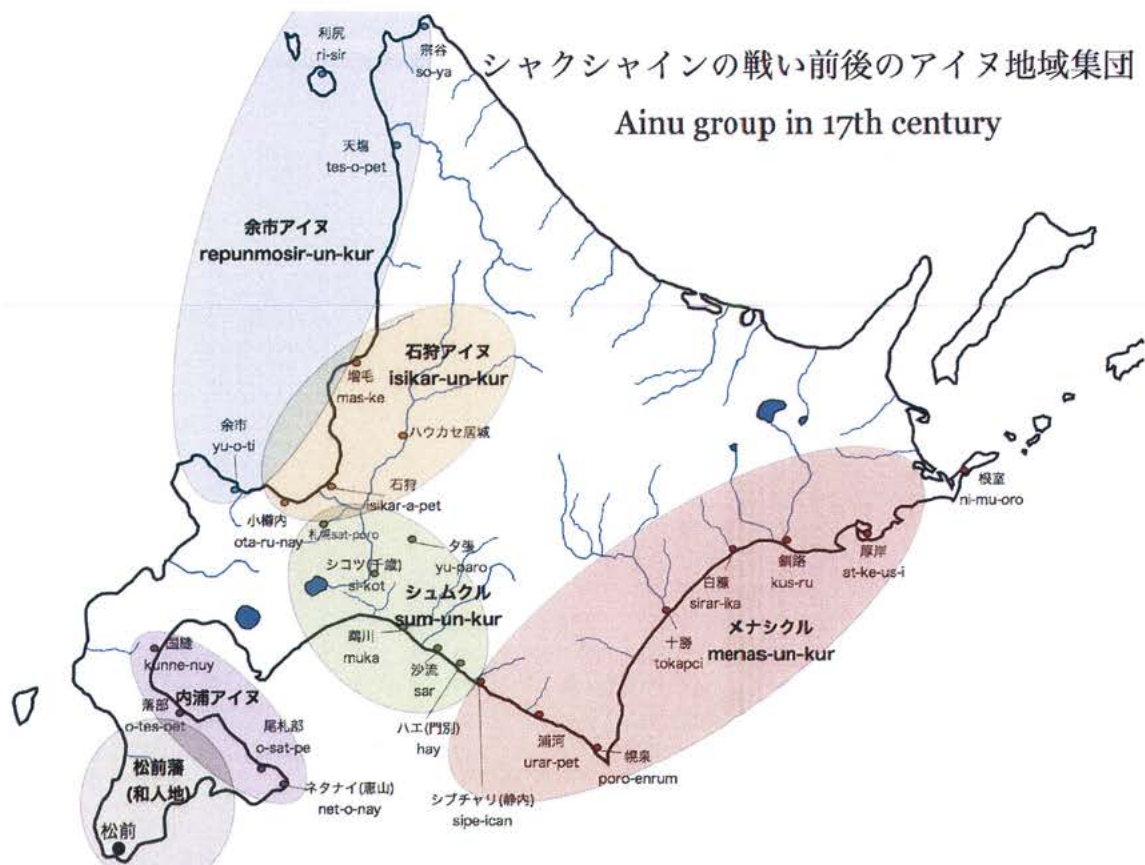 シャクシャインの戦い前後のアイヌ地域集団
Ainu group in 17th century
利尻
ri-sir
宗谷
so-ya
天塩
tes-o-pet
余市アイヌ
repunmosir-un-kur
石狩アイヌ
isikar-un-kur
増毛
mas-ke
ハウカセ居城
余市
yu-o-ti
石狩
isikar-a-pet
小樽内
ota-ru-nay
札幌sat-poro
夕張
yu-paro
シコツ(千歳)
si-kot
シュムクル
sum-un-kur
鵡川
muka
沙流
sar
ハエ(門別)
hay
シブチャリ(静内)
sipe-ican
浦河
urar-pet
幌泉
poro-enrum
十勝
tokapci
メナシクル
menas-un-kur
白糠
sirar-ika
釧路
kus-ru
厚岸
at-ke-us-i
根室
ni-mu-oro
国縫
kunne-nuy
内浦アイヌ
落部
o-tes-pet
尾札部
o-sat-pe
ネタナイ(恵山)
net-o-nay
松前藩
(和人地)
松前